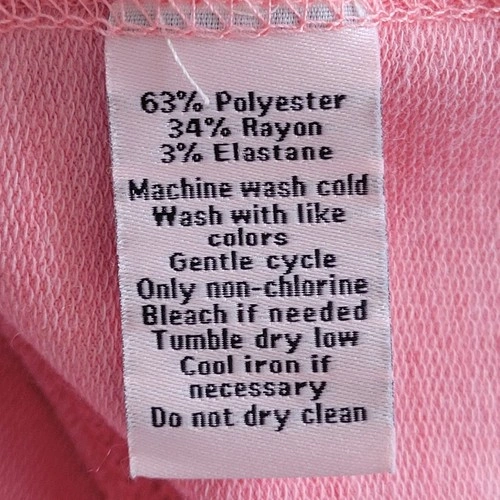 63% Polyester
34% Rayon
3% Elastane
Machine wash cold
Wash with like
colors
Gentle cycle
Only non-chlorine
Bleach if needed
Tumble dry low
Cool iron if
necessary
Do not dry clean